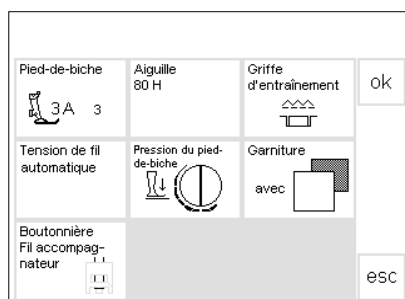 Pied-de-biche
3A 3
Aiguille
80 H
Griffe
d'entraînement
ok
Tension de fil
automatique
Pression du pied-
de-biche
Garniture
avec
Boutonnière
Fil accompag-
nateur
esc